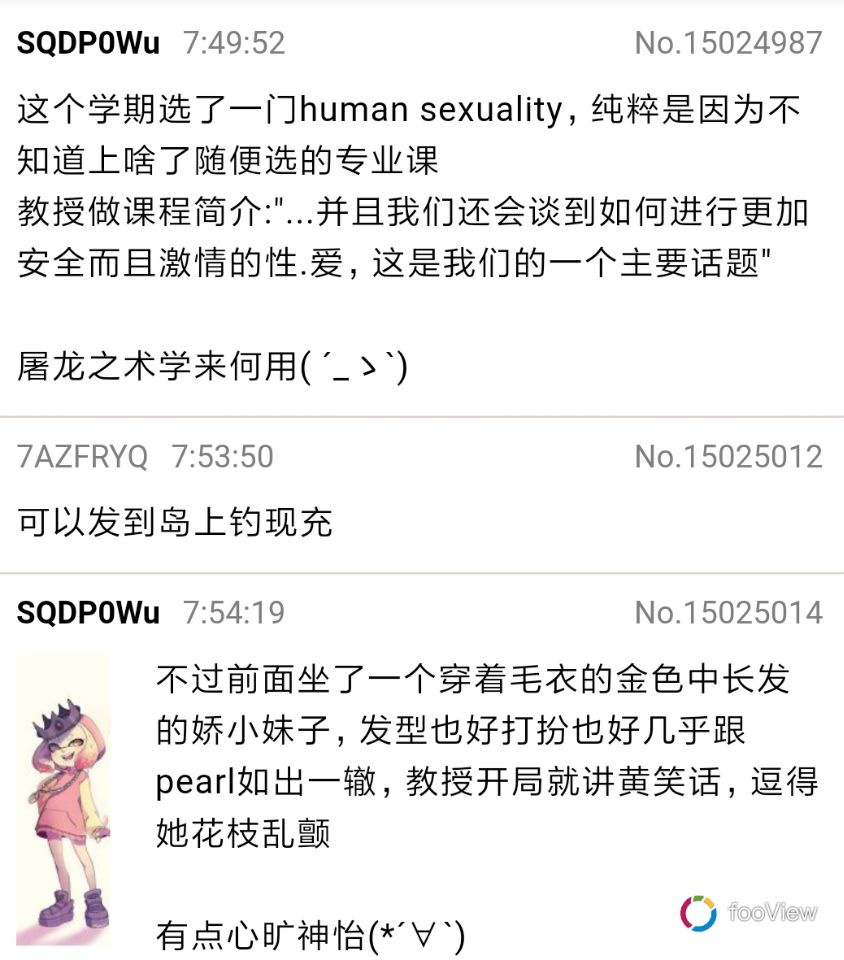 SQDP0Wu 7:49:52 No.15024987
这个学期选了一门human sexuality，纯粹是因为不
知道上啥了随便选的专业课
教授做课程简介:"...并且我们还会谈到如何进行更加
安全而且激情的性.爱，这是我们的一个主要话题"
屠龙之术学来何用( ´_ゝ`)
7AZFRYQ 7:53:50 No.15025012
可以发到岛上钓现充
SQDP0Wu 7:54:19 No.15025014
不过前面坐了一个穿着毛衣的金色中长发
的娇小妹子，发型也好打扮也好几乎跟
pearl如出一辙，教授开局就讲黄笑话，逗得
她花枝乱颤
有点心旷神怡(*´∀`)
fooView